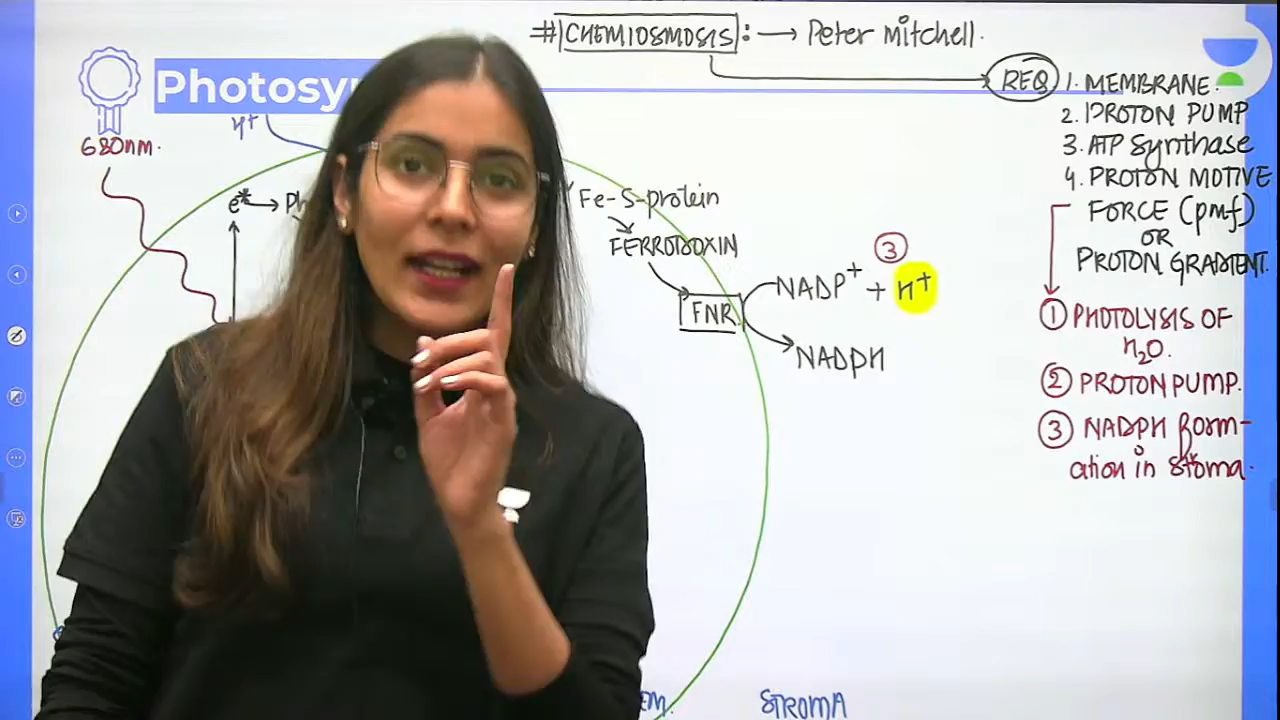 # CHEMIOSMOSIS : → Peter Mitchell.
REQ
1. MEMBRANE.
2. PROTON PUMP
3. ATP Synthase
4. PROTON MOTIVE
FORCE (pmf)
OR
PROTON GRADIENT.
① PHOTOLYSIS OF
H₂O.
② PROTON PUMP.
③ NADPH form-
ation in stroma.
Photosy
H+
680nm.
e* → Ph
Fe-S-protein
FERRODOXIN
FNR
③
NADP+ + H+
NADPH
STROMA